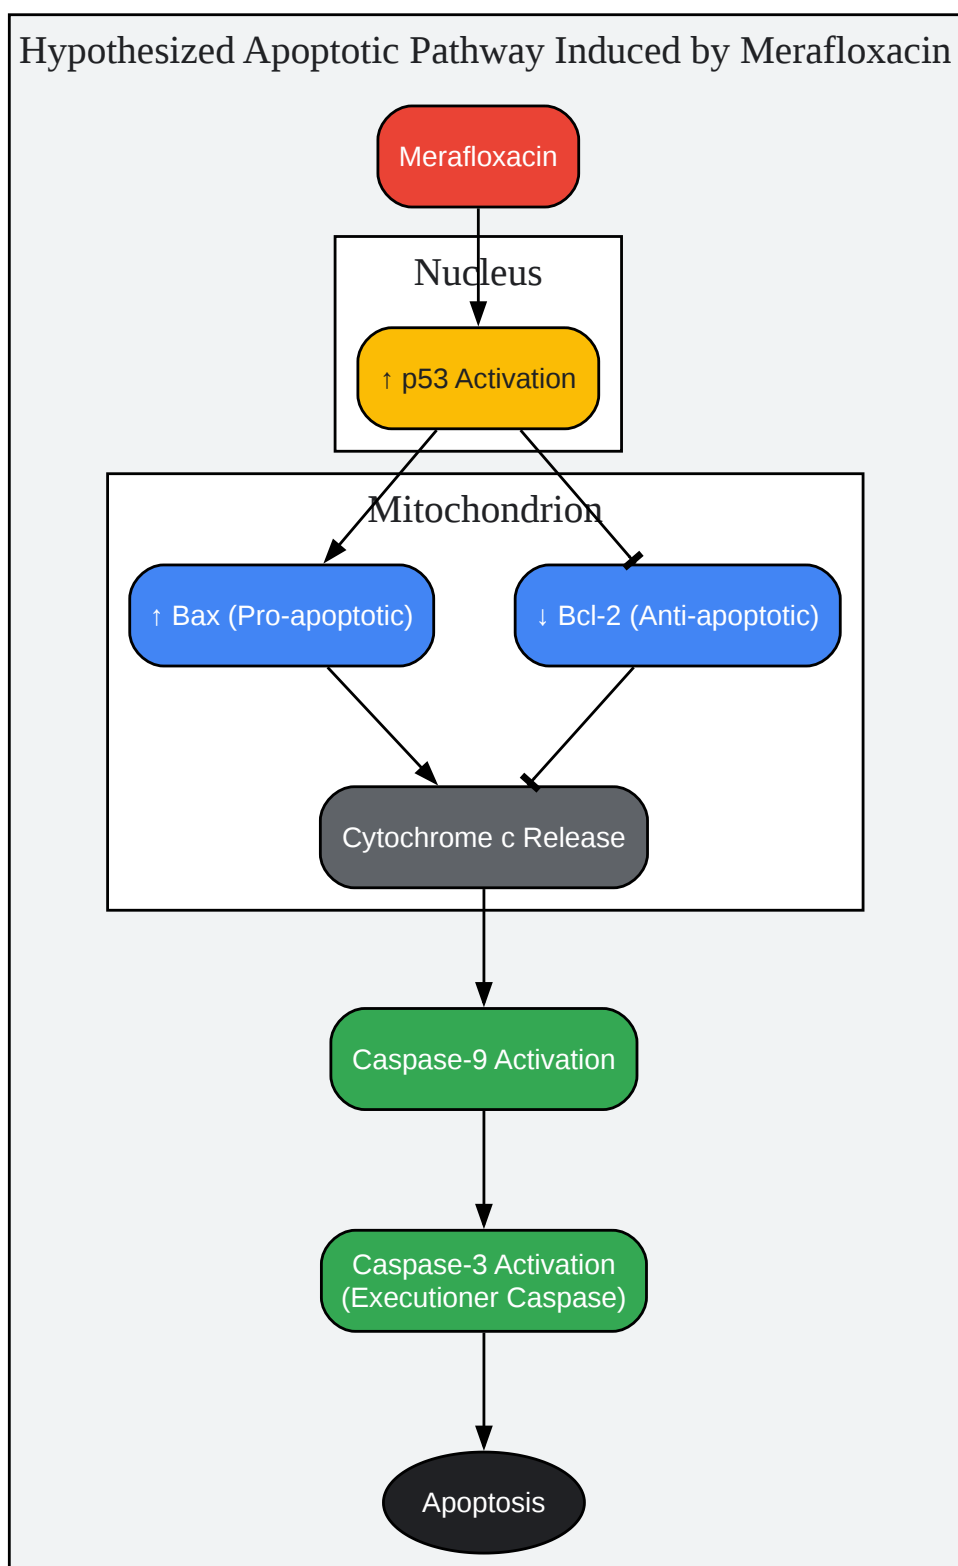 Hypothesized Apoptotic Pathway Induced by Merafloxacin
Merafloxacin
Nucleus
↑ p53 Activation
Mitochondrion
↑ Bax (Pro-apoptotic)
↓ Bcl-2 (Anti-apoptotic)
Cytochrome c Release
Caspase-9 Activation
Caspase-3 Activation
(Executioner Caspase)
Apoptosis